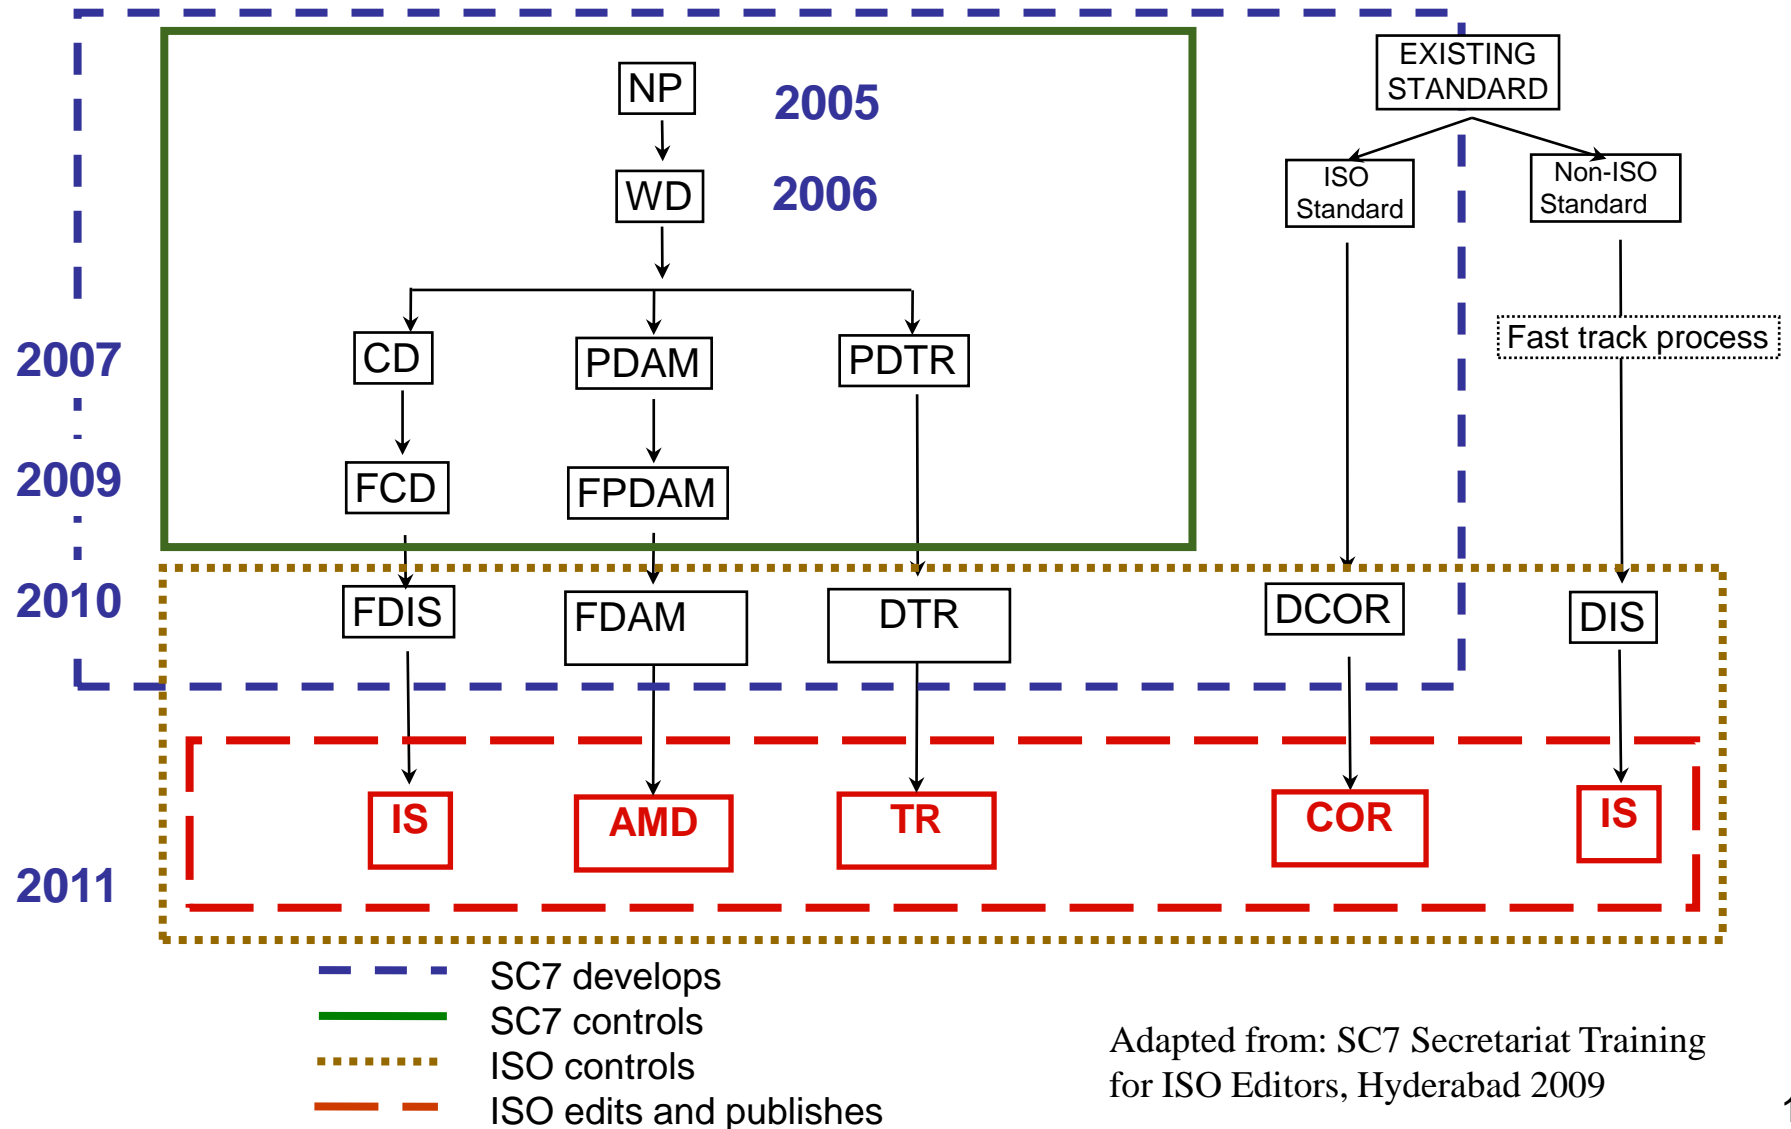 EXISTING
STANDARD
NP
2005
WD
2006
ISO
Standard
Non-ISO
Standard
Fast track process
2007
CD
PDAM
PDTR
2009
FCD
FPDAM
2010
FDIS
FDAM
DTR
DCOR
DIS
IS
AMD
TR
COR
IS
2011
SC7 develops
SC7 controls
ISO controls
ISO edits and publishes
Adapted from: SC7 Secretariat Training
for ISO Editors, Hyderabad 2009